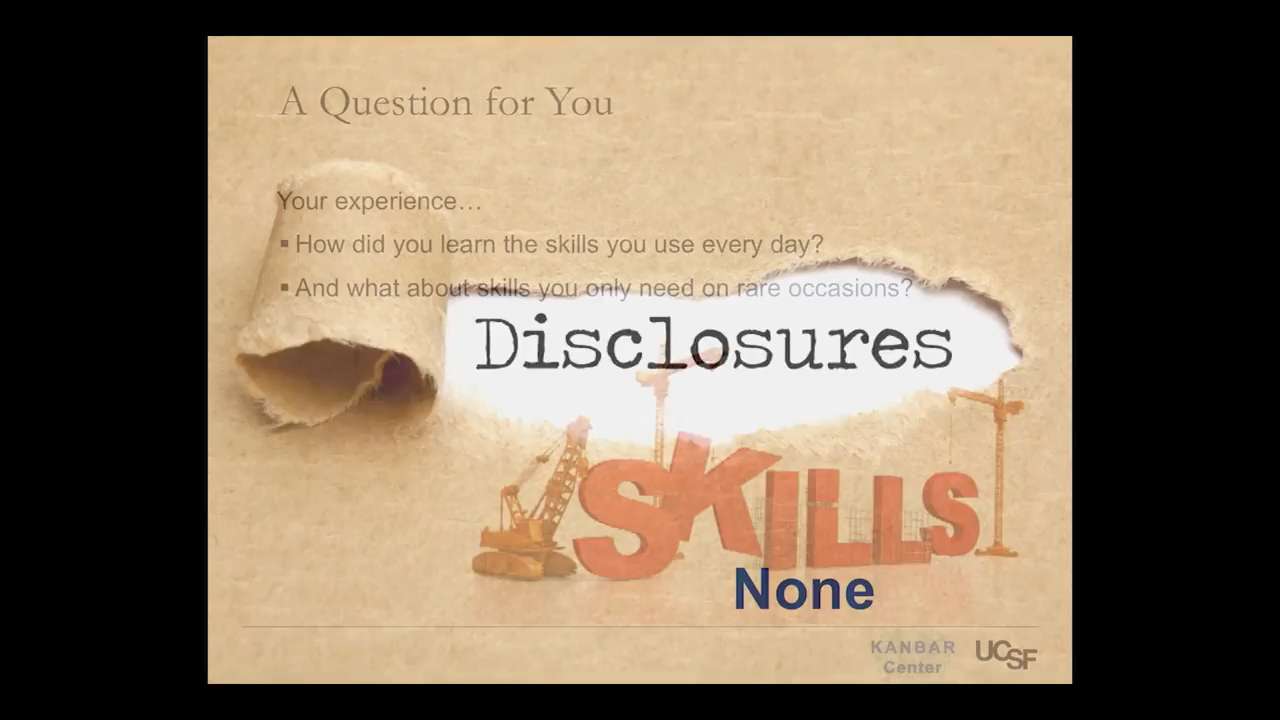 A Question for You
Your experience…
▪ How did you learn the skills you use every day?
▪ And what about skills you only need on rare occasions?
Disclosures
SKILLS
None
KANBAR
Center
UCSF